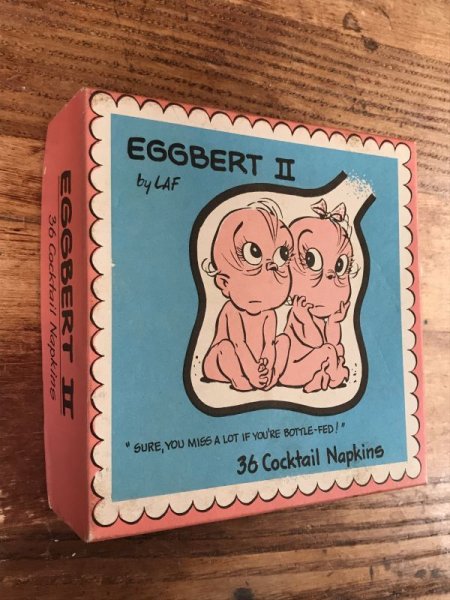 EGGBERT II
by LAF
"SURE, YOU MISS A LOT IF YOU'RE BOTTLE-FED!"
36 Cocktail Napkins
EGGBERT II
36 Cocktail Napkins